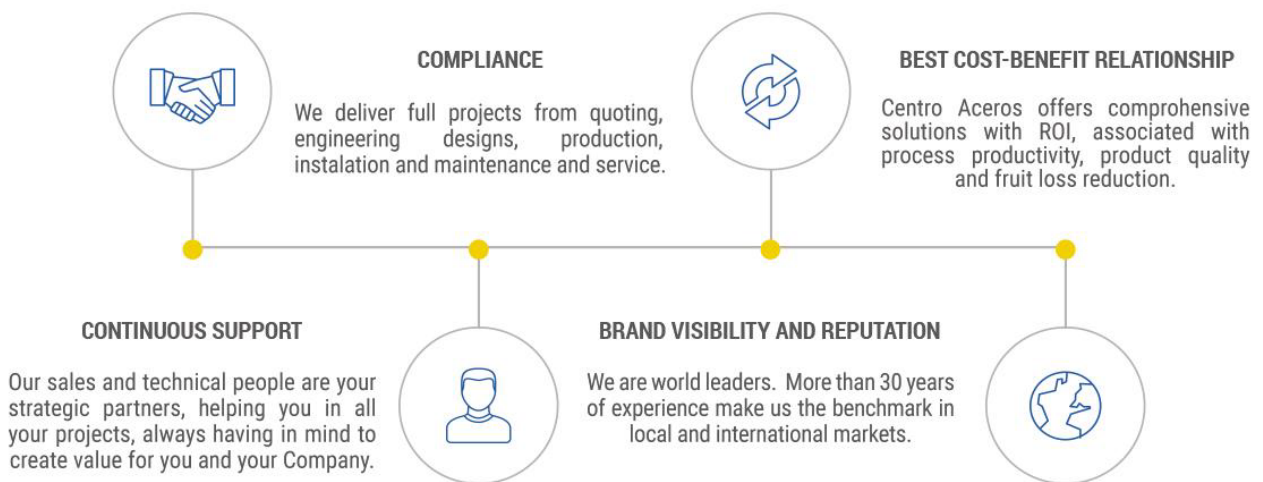 COMPLIANCE
We deliver full projects from quoting,
engineering designs, production,
instalation and maintenance and service.
BEST COST-BENEFIT RELATIONSHIP
Centro Aceros offers comprehensive
solutions with ROI, associated with
process productivity, product quality
and fruit loss reduction.
CONTINUOUS SUPPORT
Our sales and technical people are your
strategic partners, helping you in all
your projects, always having in mind to
create value for you and your Company.
BRAND VISIBILITY AND REPUTATION
We are world leaders. More than 30 years
of experience make us the benchmark in
local and international markets.